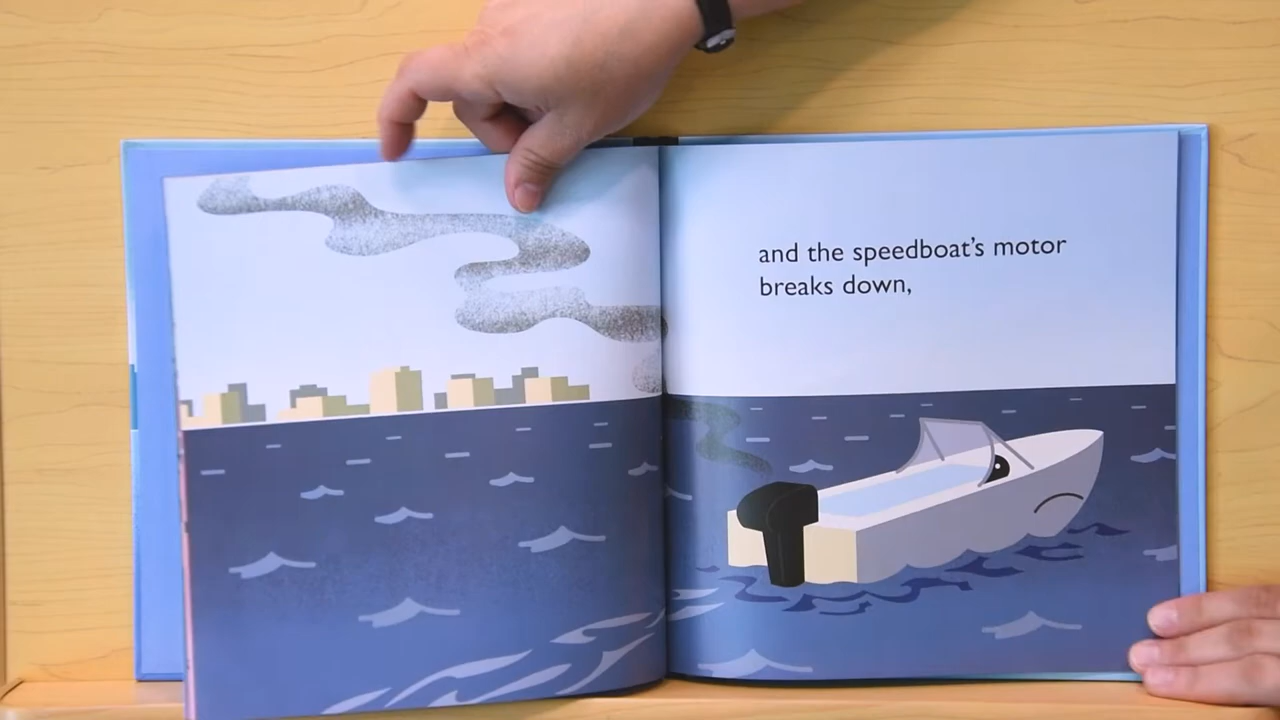 and the speedboat’s motor
breaks down,